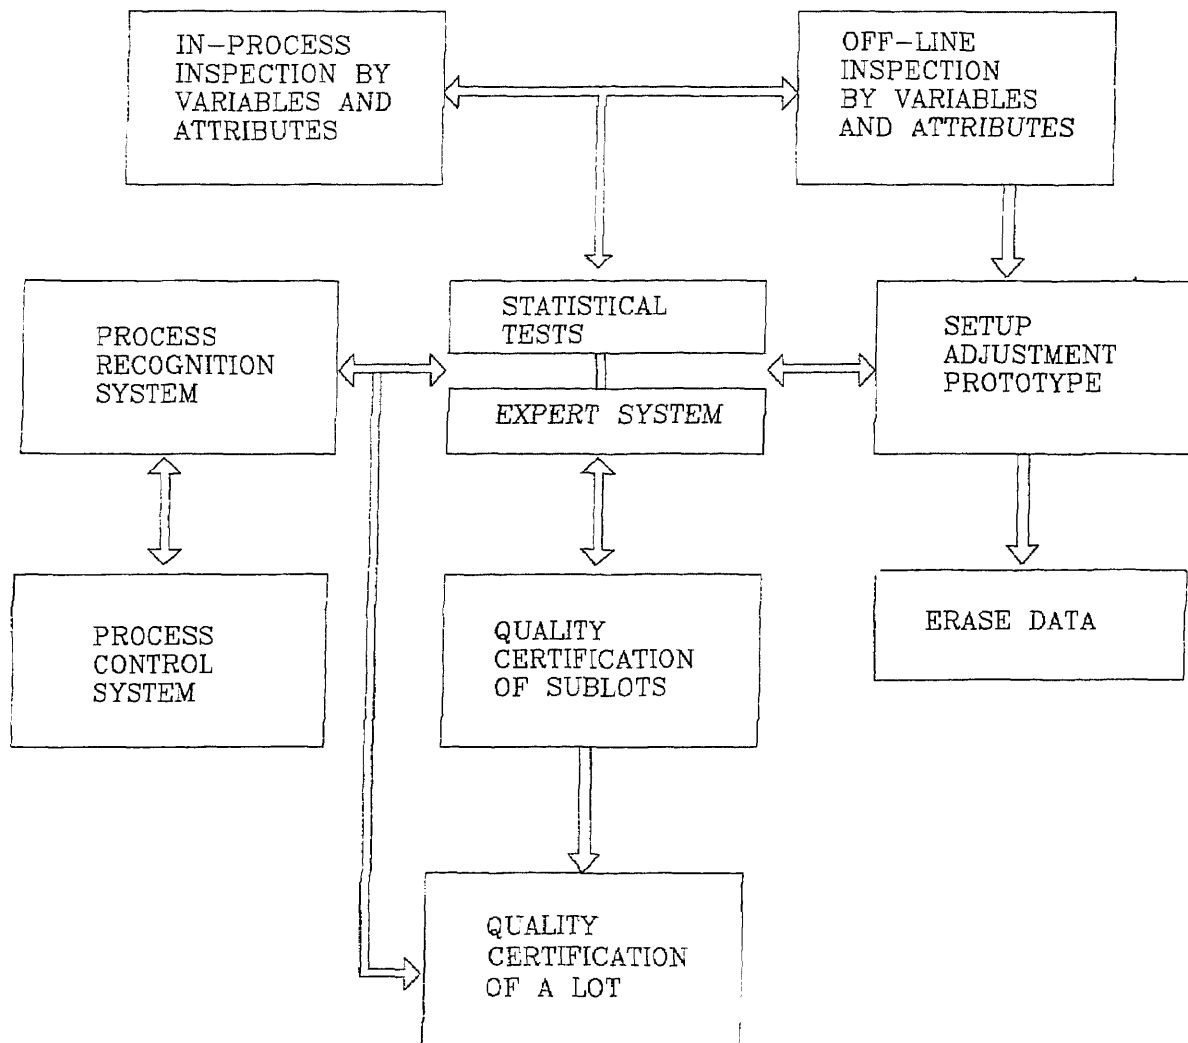 IN-PROCESS
INSPECTION BY
VARIABLES AND
ATTRIBUTES
OFF-LINE
INSPECTION
BY VARIABLES
AND ATTRIBUTES
PROCESS
RECOGNITION
SYSTEM
STATISTICAL
TESTS
EXPERT SYSTEM
SETUP
ADJUSTMENT
PROTOTYPE
PROCESS
CONTROL
SYSTEM
QUALITY
CERTIFICATION
OF SUBLOTS
ERASE DATA
QUALITY
CERTIFICATION
OF A LOT